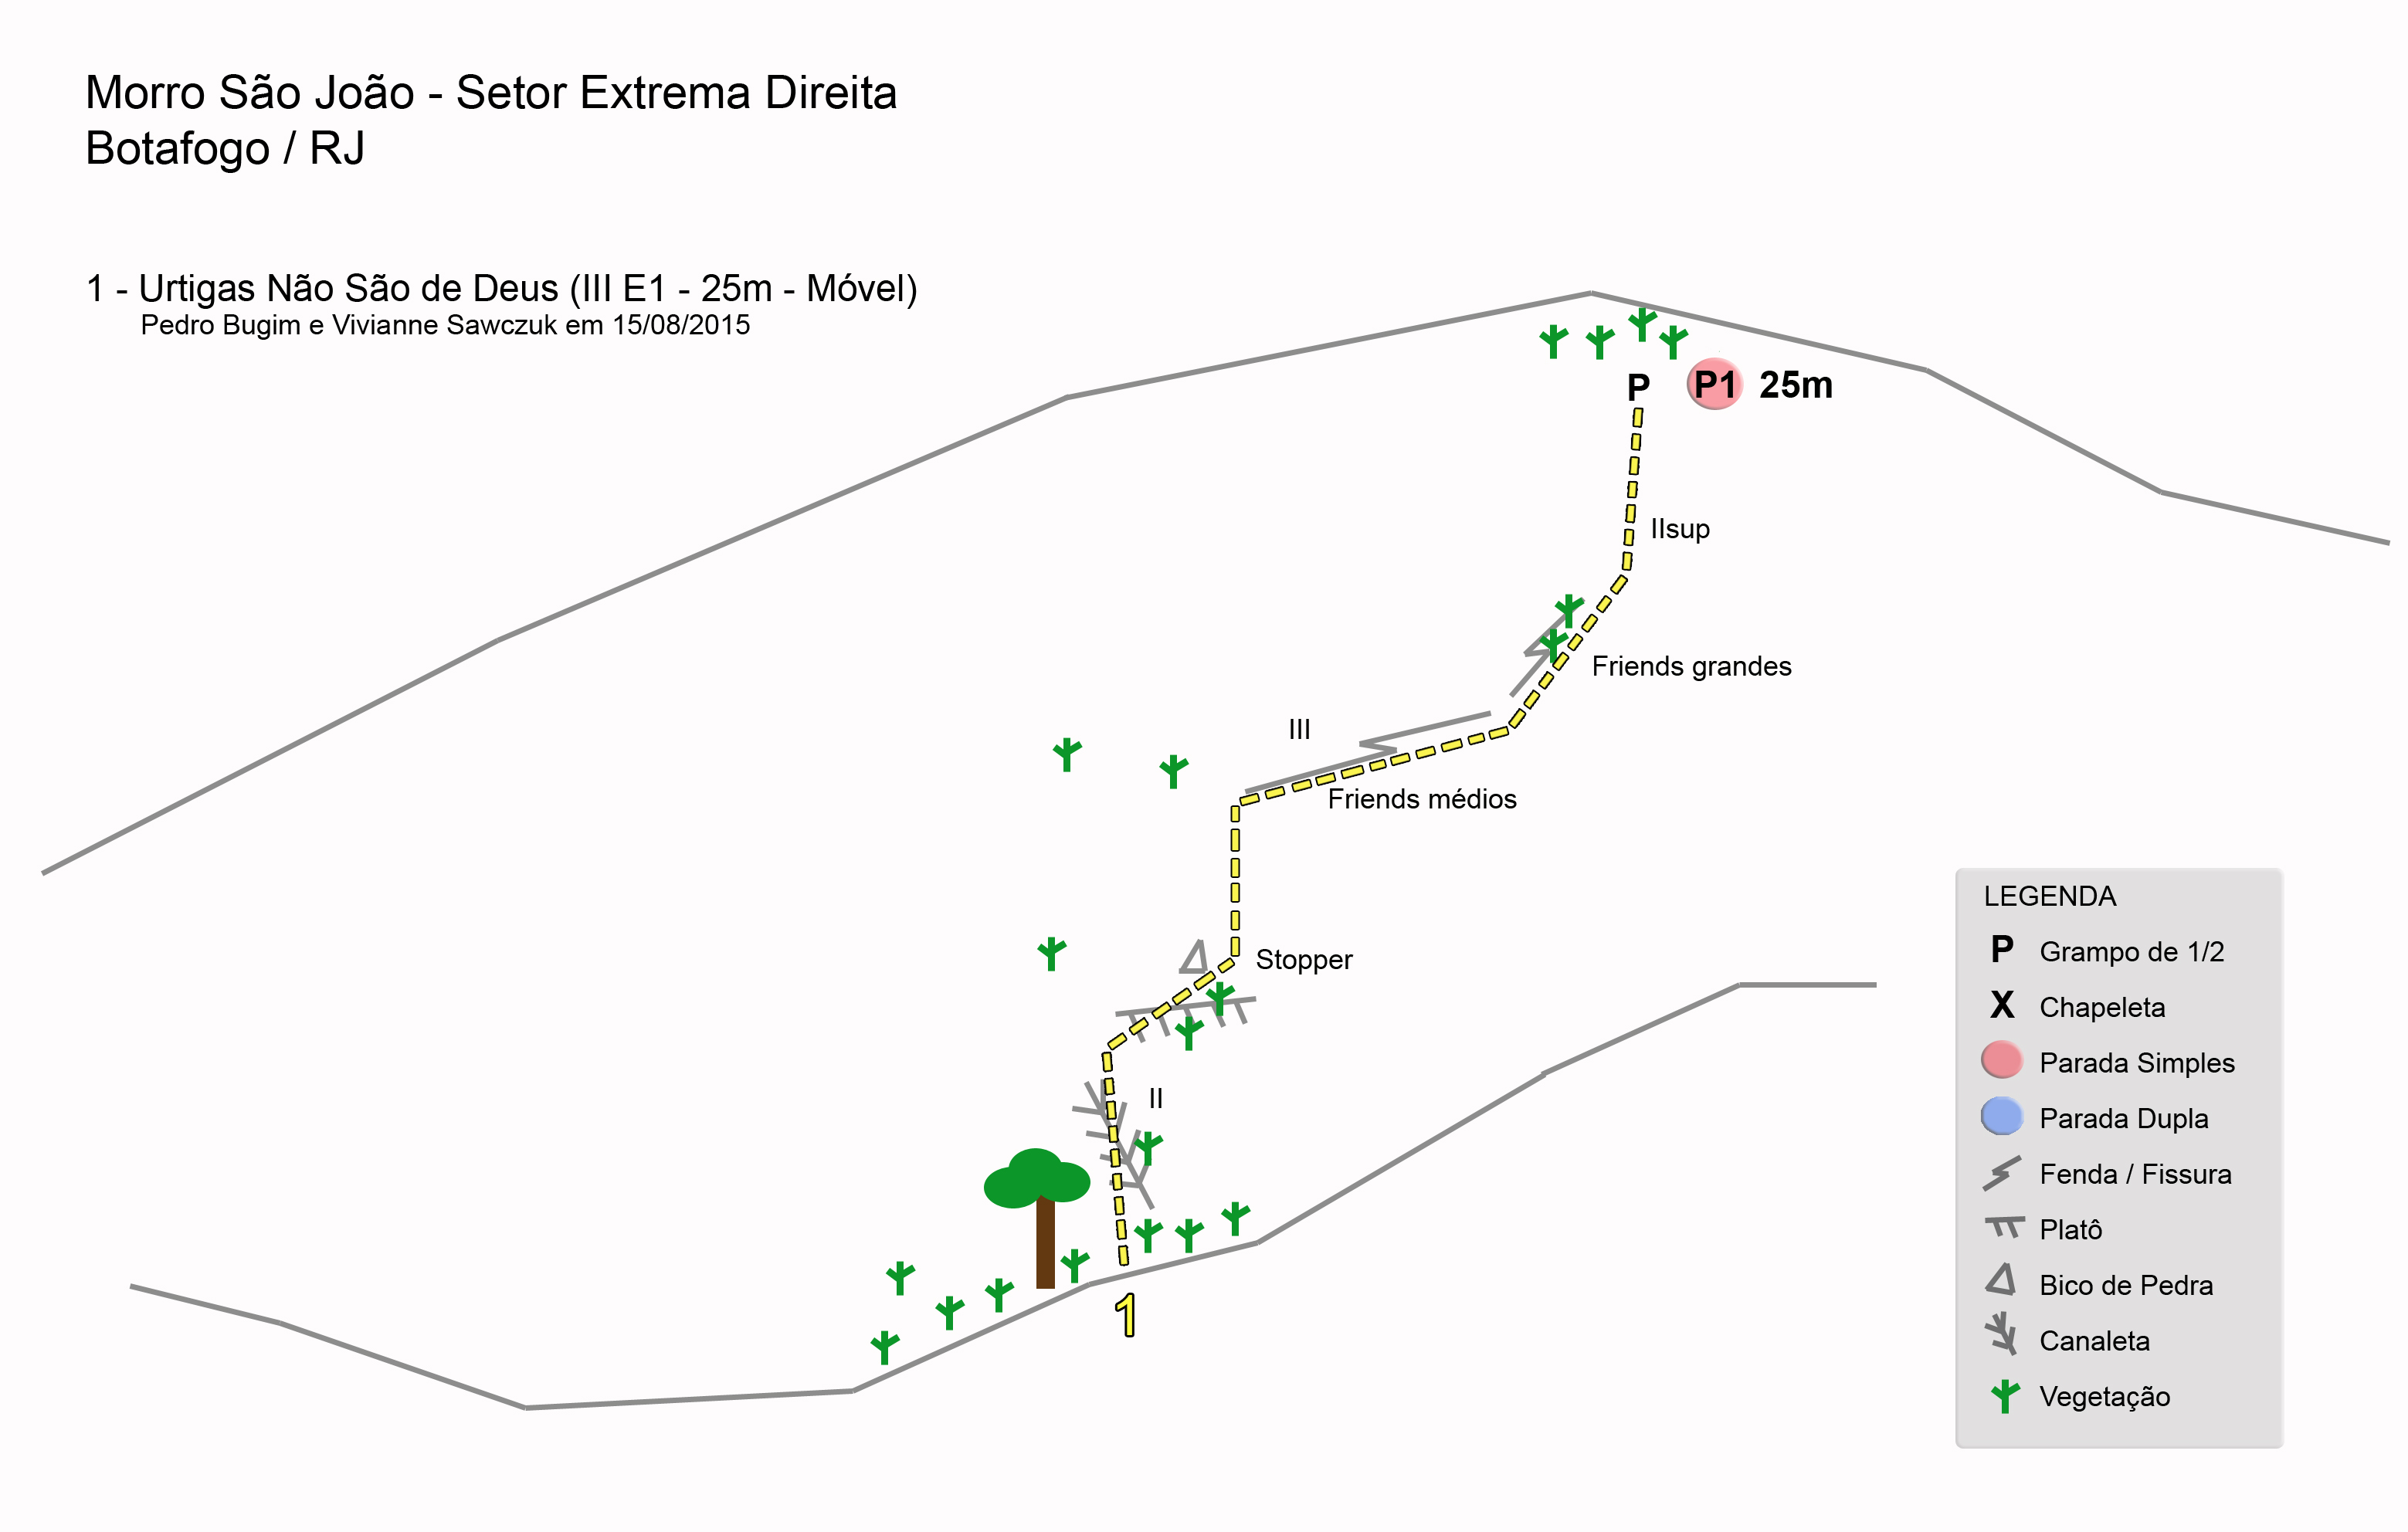 Morro São João - Setor Extrema Direita
Botafogo / RJ
1 - Urtigas Não São de Deus (III E1 - 25m - Móvel)
Pedro Bugim e Vivianne Sawczuk em 15/08/2015
P P1 25m
IIsup
Friends grandes
III
Friends médios
Stopper
II
1
LEGENDA
P Grampo de 1/2
X Chapeleta
Parada Simples
Parada Dupla
Fenda / Fissura
Platô
Bico de Pedra
Canaleta
Vegetação